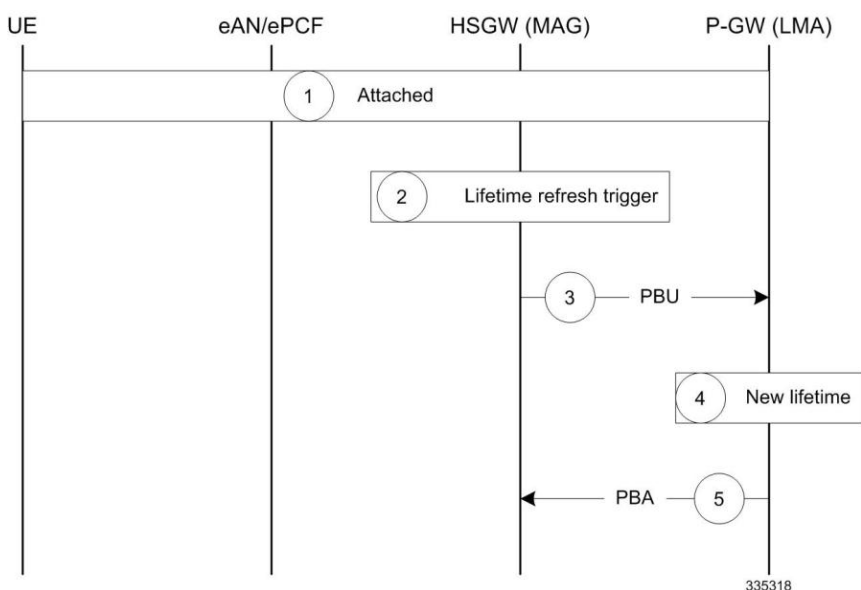 UE eAN/ePCF HSGW (MAG) P-GW (LMA)
1 Attached
2 Lifetime refresh trigger
3 PBU
4 New lifetime
PBA 5
335318